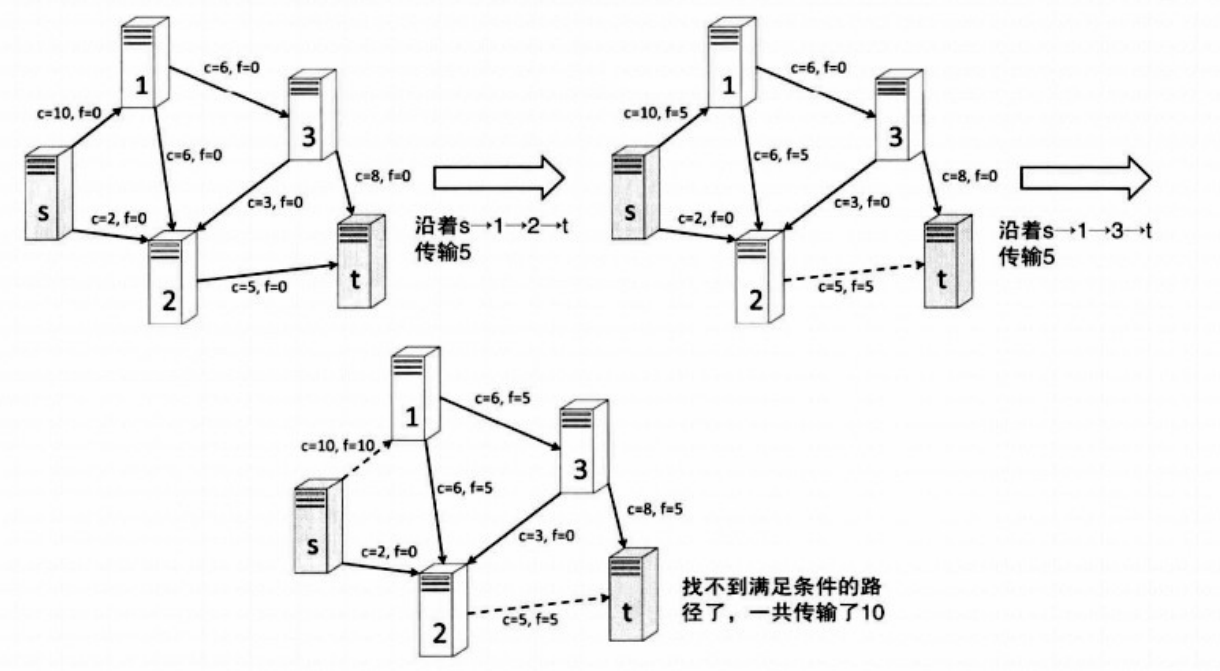 1
c=6, f=0
c=10, f=0
3
c=6, f=0
c=8, f=0
s
c=3, f=0
c=2, f=0
沿着s→1→2→t
传输5
2
c=5, f=0
t
1
c=6, f=0
c=10, f=5
3
c=6, f=5
c=8, f=0
s
c=3, f=0
c=2, f=0
沿着s→1→3→t
传输5
2
c=5, f=5
t
1
c=6, f=5
c=10, f=10
3
c=6, f=5
c=8, f=5
s
c=3, f=0
c=2, f=0
找不到满足条件的路
径了，一共传输了10
2
c=5, f=5
t